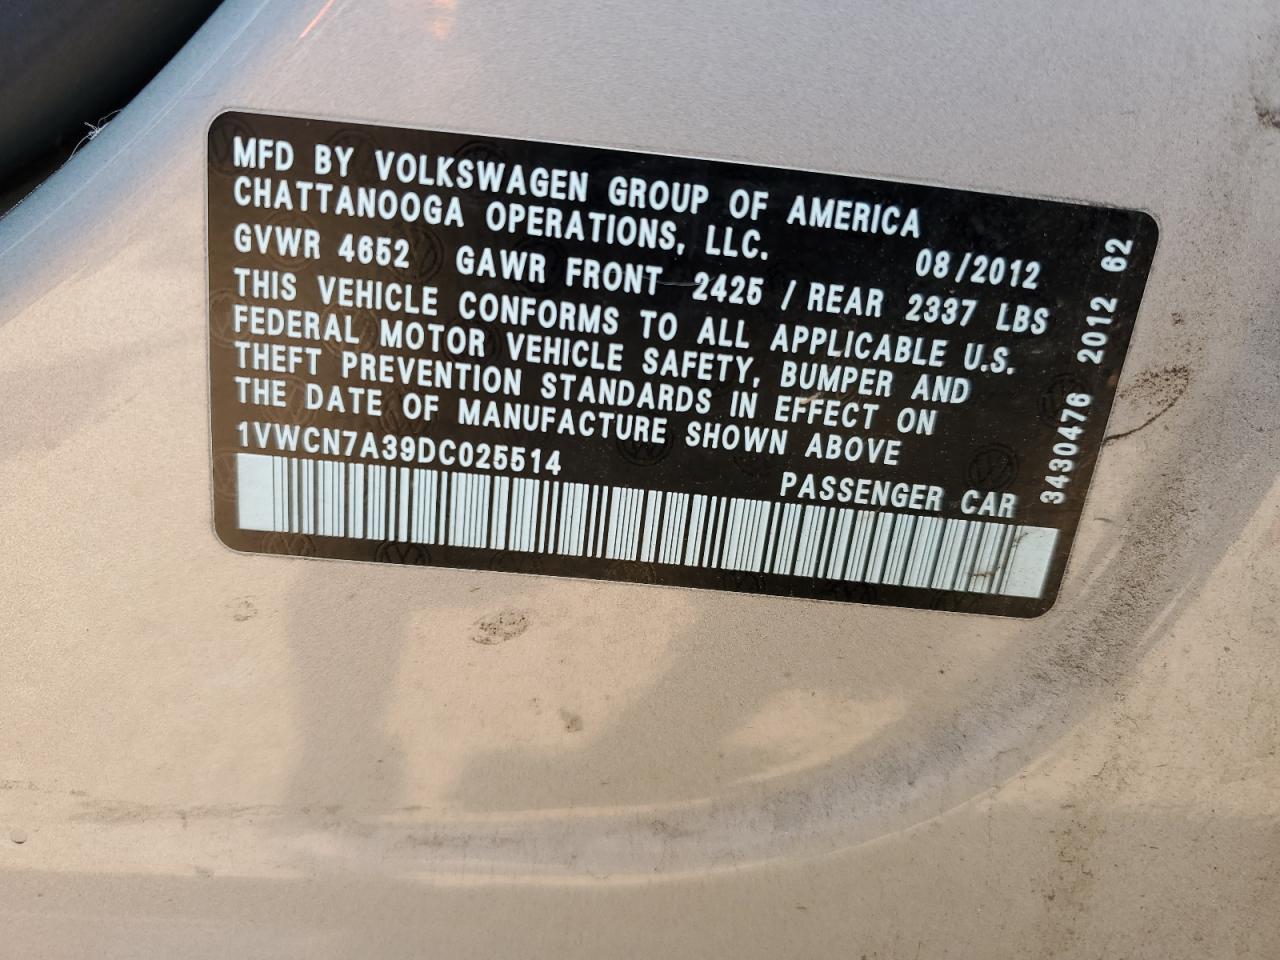 MFD BY VOLKSWAGEN GROUP OF AMERICA
CHATTANOOGA OPERATIONS, LLC.
08/2012
GVWR 4652 GAWR FRONT 2425 / REAR 2337 LBS
THIS VEHICLE CONFORMS TO ALL APPLICABLE U.S.
FEDERAL MOTOR VEHICLE SAFETY, BUMPER AND
THEFT PREVENTION STANDARDS IN EFFECT ON
THE DATE OF MANUFACTURE SHOWN ABOVE
1VWCN7A39DC025514
PASSENGER CAR
3430476 2012 62